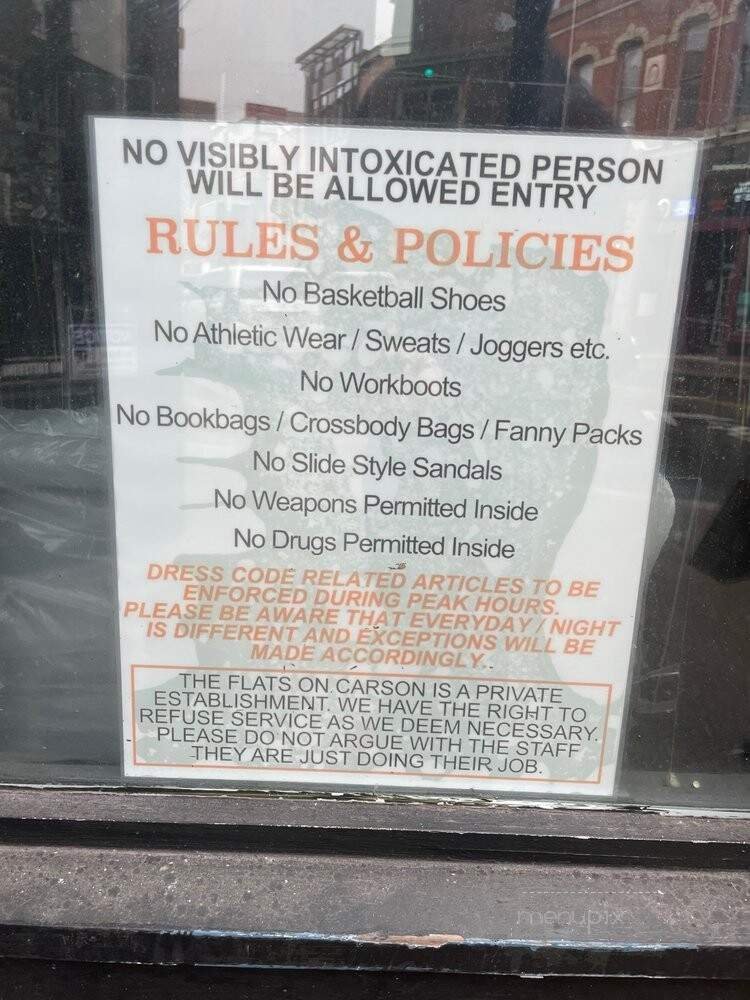 NO VISIBLY INTOXICATED PERSON
WILL BE ALLOWED ENTRY
RULES & POLICIES
No Basketball Shoes
No Athletic Wear / Sweats / Joggers etc.
No Workboots
No Bookbags / Crossbody Bags / Fanny Packs
No Slide Style Sandals
No Weapons Permitted Inside
No Drugs Permitted Inside
DRESS CODE RELATED ARTICLES TO BE
ENFORCED DURING PEAK HOURS.
PLEASE BE AWARE THAT EVERYDAY / NIGHT
IS DIFFERENT AND EXCEPTIONS WILL BE
MADE ACCORDINGLY.
THE FLATS ON CARSON IS A PRIVATE
ESTABLISHMENT. WE HAVE THE RIGHT TO
REFUSE SERVICE AS WE DEEM NECESSARY.
PLEASE DO NOT ARGUE WITH THE STAFF
THEY ARE JUST DOING THEIR JOB.
menupix